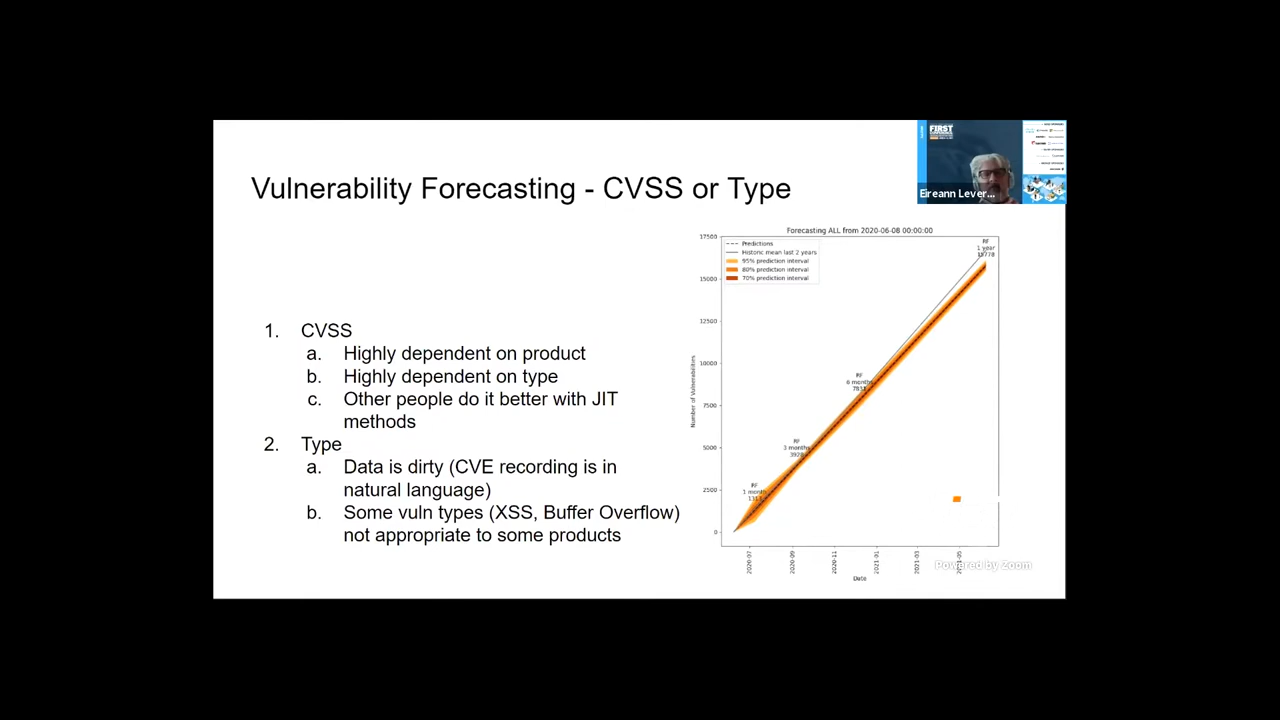 FIRST
Eireann Lever...
Vulnerability Forecasting - CVSS or Type
1. CVSS
a. Highly dependent on product
b. Highly dependent on type
c. Other people do it better with JIT
methods
2. Type
a. Data is dirty (CVE recording is in
natural language)
b. Some vuln types (XSS, Buffer Overflow)
not appropriate to some products
Forecasting ALL from 2020-06-08 00:00:00
Predictions
Historic mean last 2 years
95% prediction interval
80% prediction interval
70% prediction interval
RF
1 year
15778
RF
6 months
RF
3 months
RF
1 month
Number of Vulnerabilities
17500
15000
12500
10000
7500
5000
2500
0
2020-07
2020-09
2020-11
2021-01
2021-03
2021-05
Date
Powered by Zoom